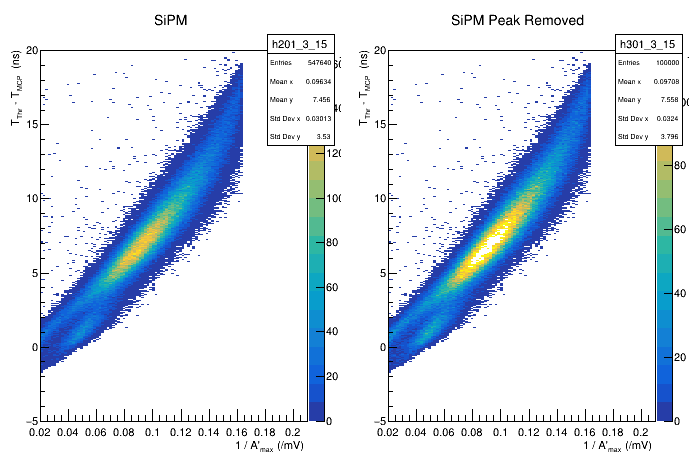 SiPM
h201_3_15
Entries 547640
Mean x 0.09634
Mean y 7.456
Std Dev x 0.03013
Std Dev y 3.53
T_Thr - T_MCP (ns)
20
15
10
5
0
−5
0.02 0.04 0.06 0.08 0.1 0.12 0.14 0.16 0.18 0.2
1 / A'_max (/mV)
120
100
80
60
40
20
0
SiPM Peak Removed
h301_3_15
Entries 100000
Mean x 0.09708
Mean y 7.558
Std Dev x 0.0324
Std Dev y 3.796
T_Thr - T_MCP (ns)
20
15
10
5
0
−5
0.02 0.04 0.06 0.08 0.1 0.12 0.14 0.16 0.18 0.2
1 / A'_max (/mV)
80
60
40
20
0